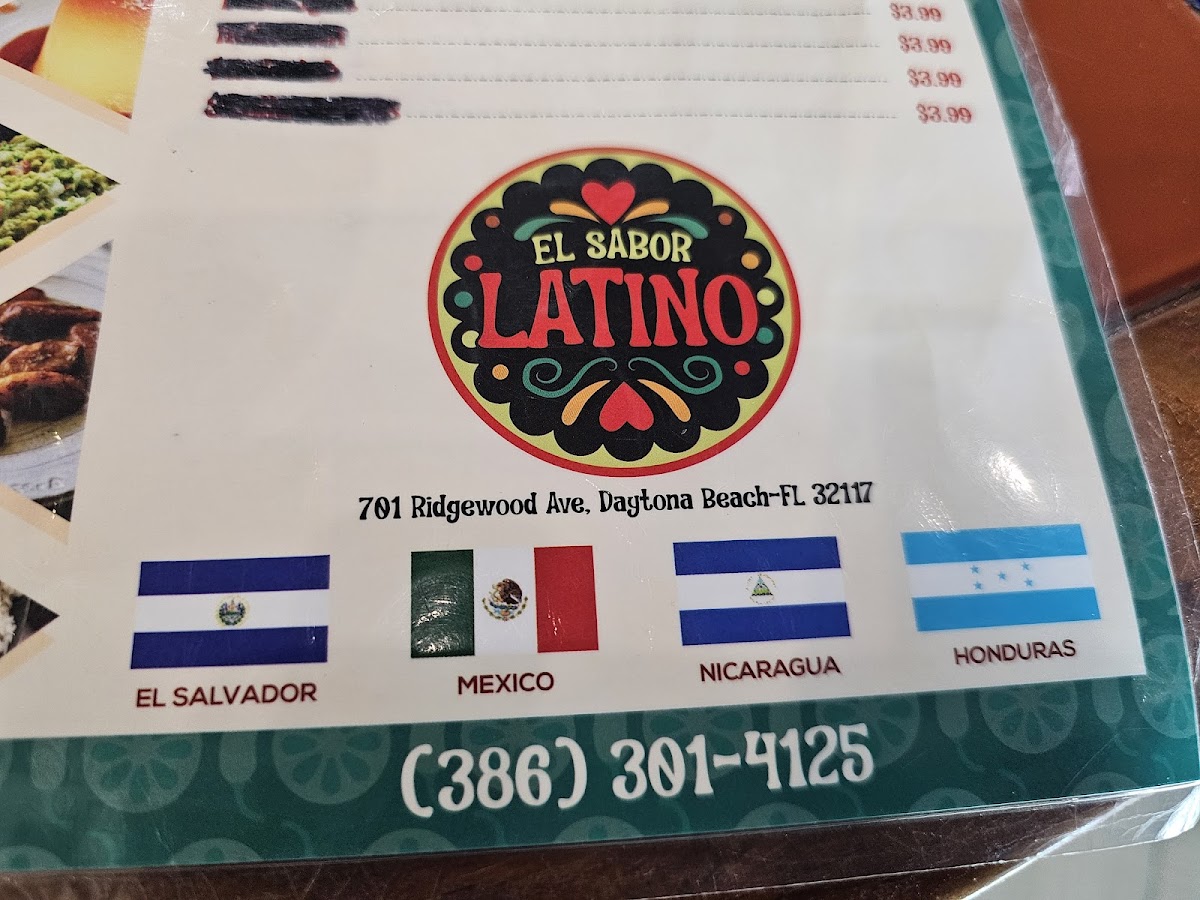 $3.99
$3.99
$3.99
$3.99
EL SABOR
LATINO
701 Ridgewood Ave, Daytona Beach-FL 32117
EL SALVADOR
MEXICO
NICARAGUA
HONDURAS
(386) 301-4125